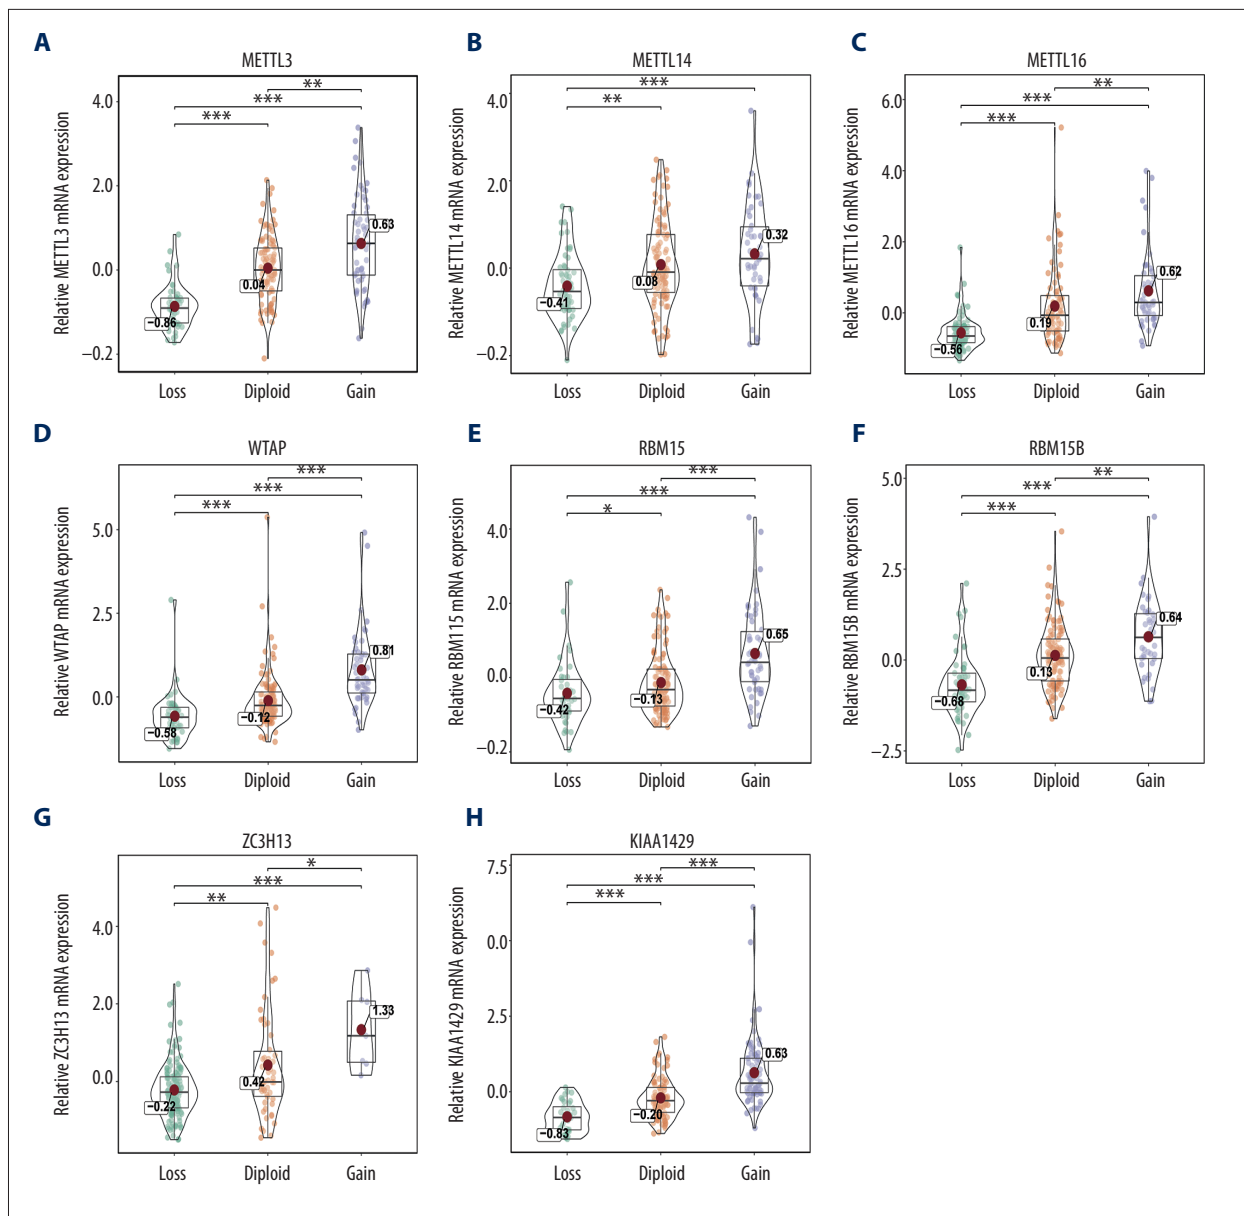 A
METTL3
Relative METTL3 mRNA expression
4.0
2.0
0.0
−0.2
**
***
***
−0.86
0.04
0.63
Loss Diploid Gain
B
METTL14
Relative METTL14 mRNA expression
4.0
2.0
0.0
−0.2
***
**
−0.41
0.08
0.32
Loss Diploid Gain
C
METTL16
Relative METTL16 mRNA expression
6.0
2.0
0.0
**
***
***
−0.56
0.19
0.62
Loss Diploid Gain
D
WTAP
Relative WTAP mRNA expression
5.0
2.5
0.0
***
***
***
−0.58
−0.12
0.81
Loss Diploid Gain
E
RBM15
Relative RBM115 mRNA expression
4.0
2.0
0.0
−0.2
***
***
*
−0.42
−0.13
0.65
Loss Diploid Gain
F
RBM15B
Relative RBM15B mRNA expression
5.0
2.5
0.0
−2.5
**
***
***
−0.68
0.13
0.64
Loss Diploid Gain
G
ZC3H13
Relative ZC3H13 mRNA expression
4.0
2.0
0.0
*
***
**
−0.22
0.42
1.33
Loss Diploid Gain
H
KIAA1429
Relative KIAA1429 mRNA expression
7.5
0.0
2.5
0.0
***
***
***
−0.83
−0.20
0.63
Loss Diploid Gain